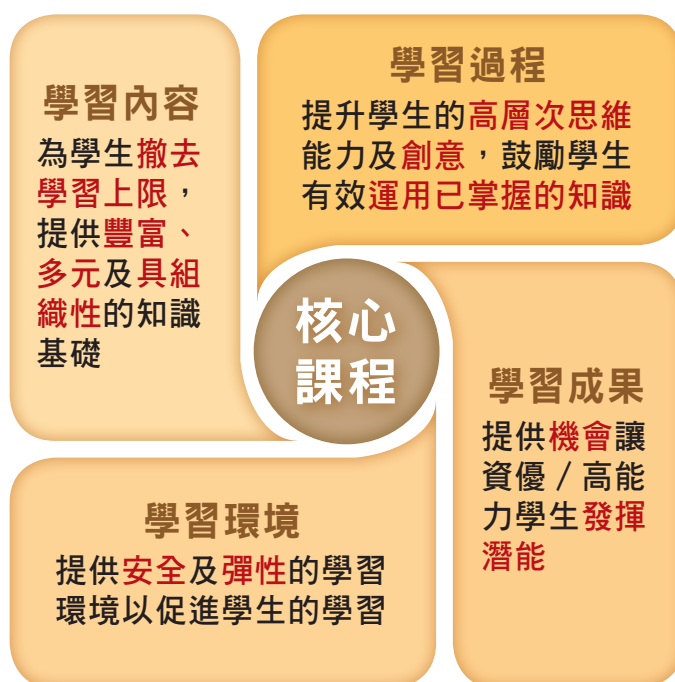 學習內容
為學生撤去
學習上限，
提供豐富、
多元及具組
織性的知識
基礎
學習過程
提升學生的高層次思維
能力及創意，鼓勵學生
有效運用已掌握的知識
核心
課程
學習成果
提供機會讓
資優／高能
力學生發揮
潛能
學習環境
提供安全及彈性的學習
環境以促進學生的學習